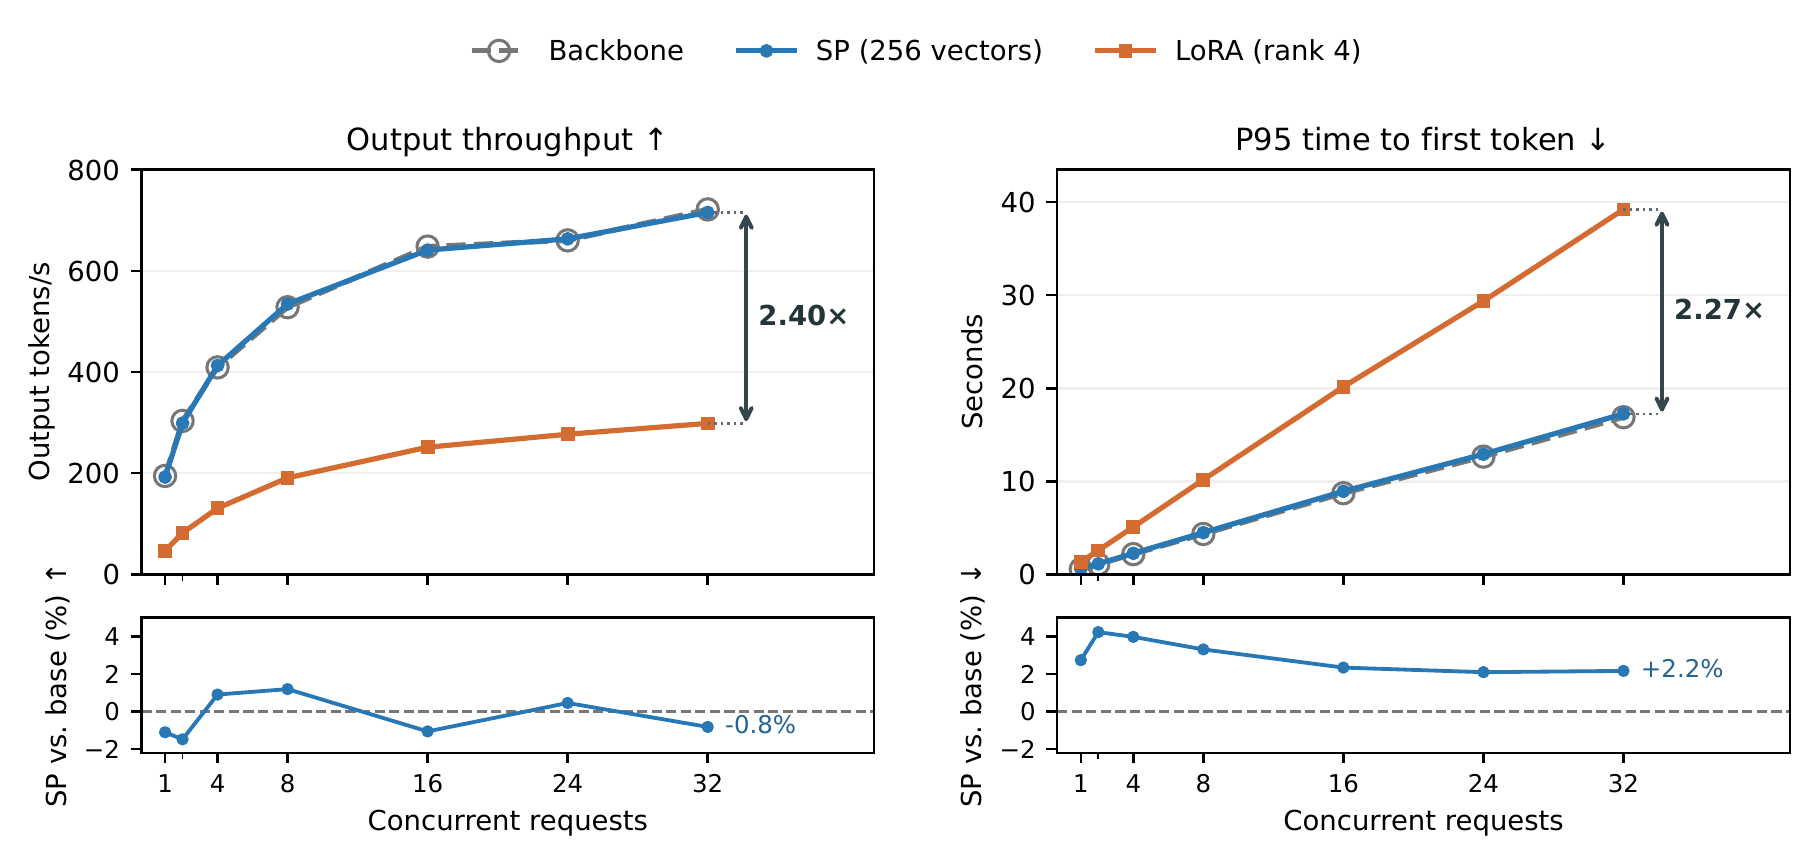 Backbone
SP (256 vectors)
LoRA (rank 4)
Output throughput ↑
Output tokens/s
800
600
400
200
0
2.40×
SP vs. base (%) ↑
4
2
0
−2
-0.8%
1 4 8 16 24 32
Concurrent requests
P95 time to first token ↓
Seconds
40
30
20
10
0
2.27×
SP vs. base (%) ↓
4
2
0
−2
+2.2%
1 4 8 16 24 32
Concurrent requests